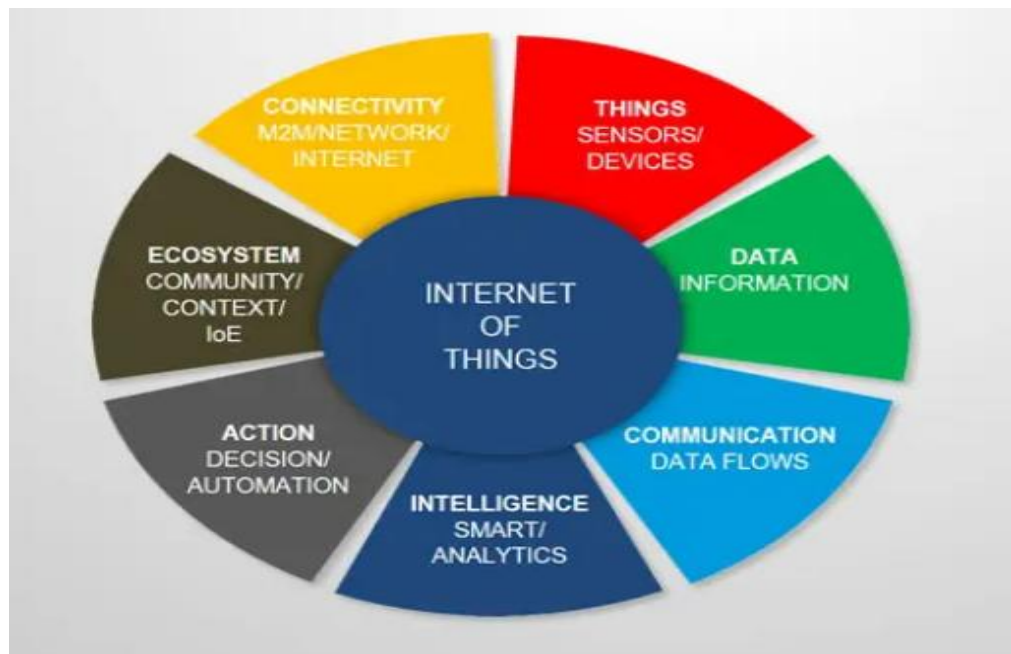 CONNECTIVITY
M2M/NETWORK/
INTERNET
THINGS
SENSORS/
DEVICES
DATA
INFORMATION
COMMUNICATION
DATA FLOWS
INTELLIGENCE
SMART/
ANALYTICS
ACTION
DECISION/
AUTOMATION
ECOSYSTEM
COMMUNITY/
CONTEXT/
IoE
INTERNET
OF
THINGS